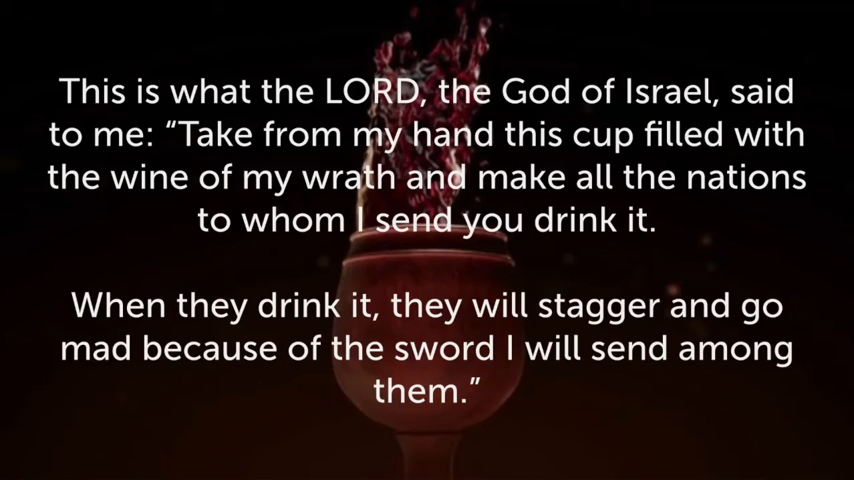 This is what the LORD, the God of Israel, said
to me: “Take from my hand this cup filled with
the wine of my wrath and make all the nations
to whom I send you drink it.
When they drink it, they will stagger and go
mad because of the sword I will send among
them.”